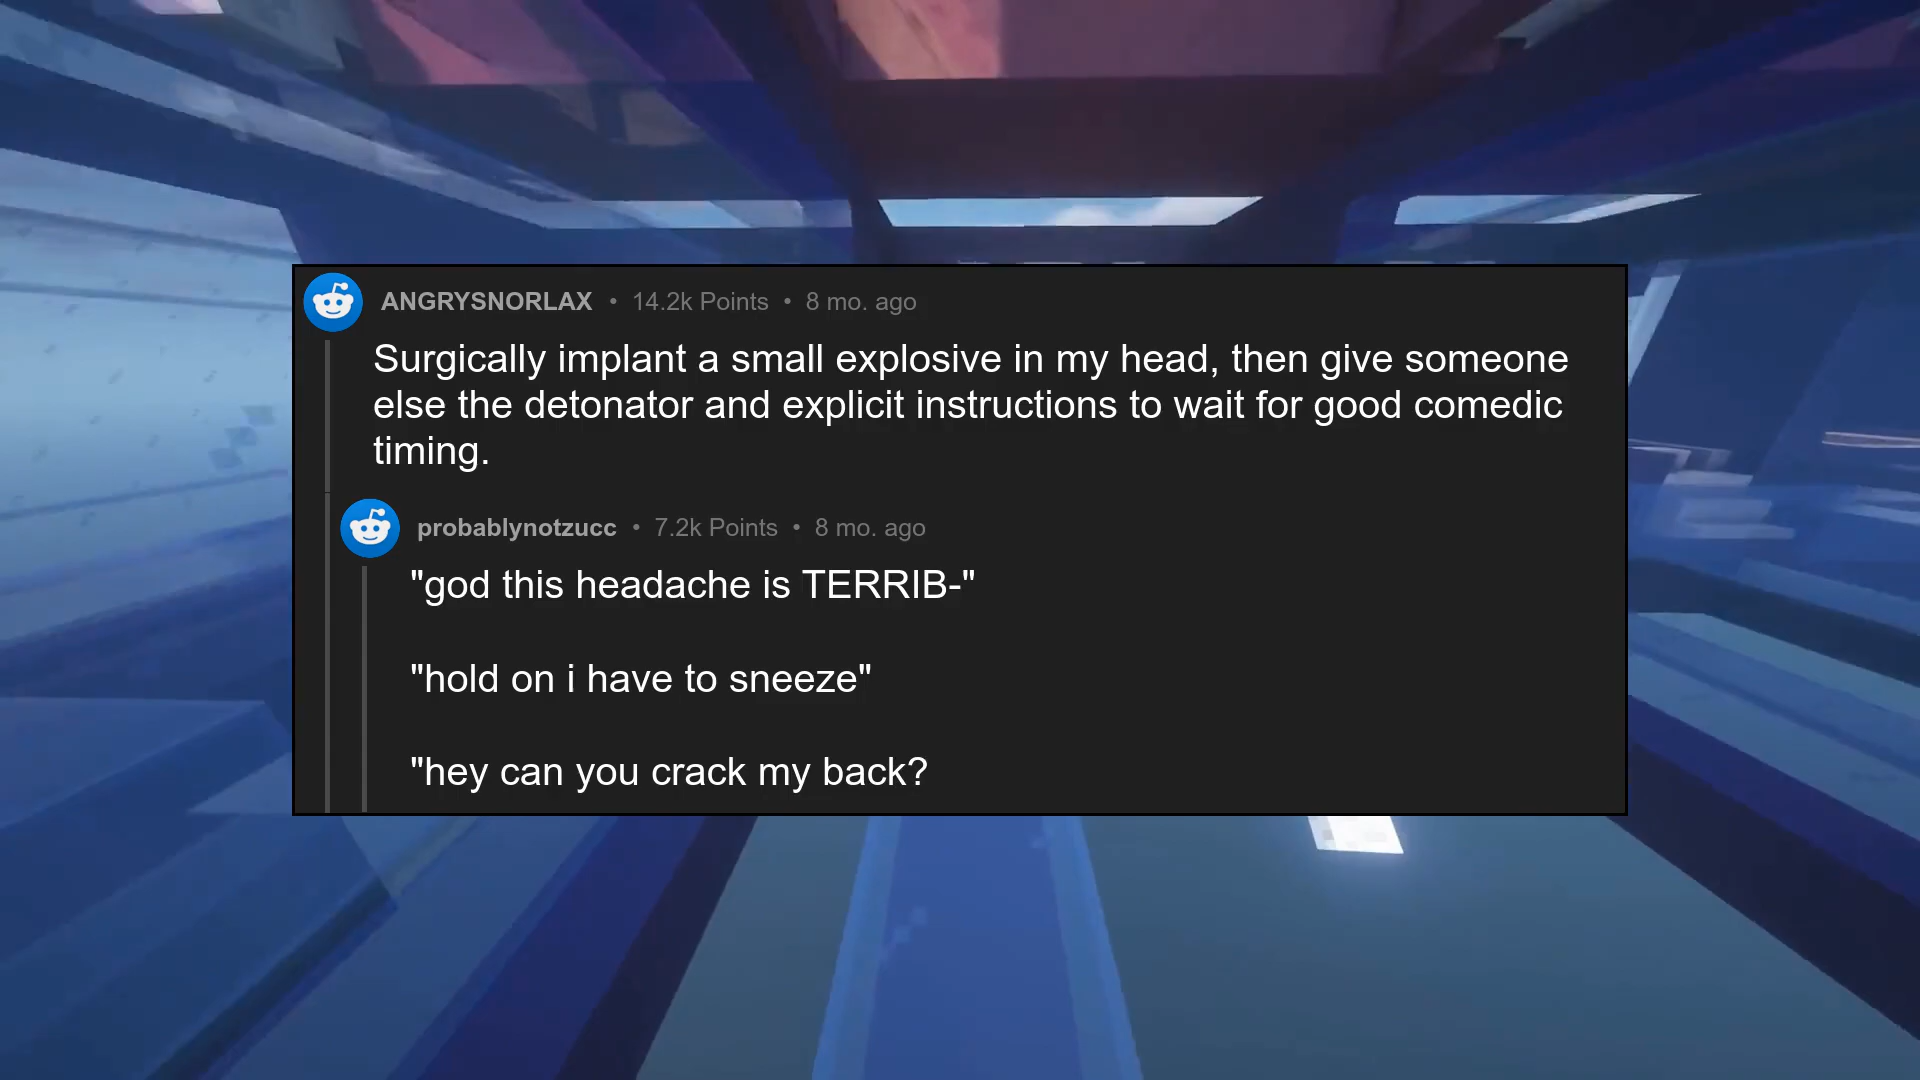 ANGRYSNORLAX • 14.2k Points • 8 mo. ago
Surgically implant a small explosive in my head, then give someone
else the detonator and explicit instructions to wait for good comedic
timing.
probablynotzucc • 7.2k Points • 8 mo. ago
"god this headache is TERRIB-"
"hold on i have to sneeze"
"hey can you crack my back?